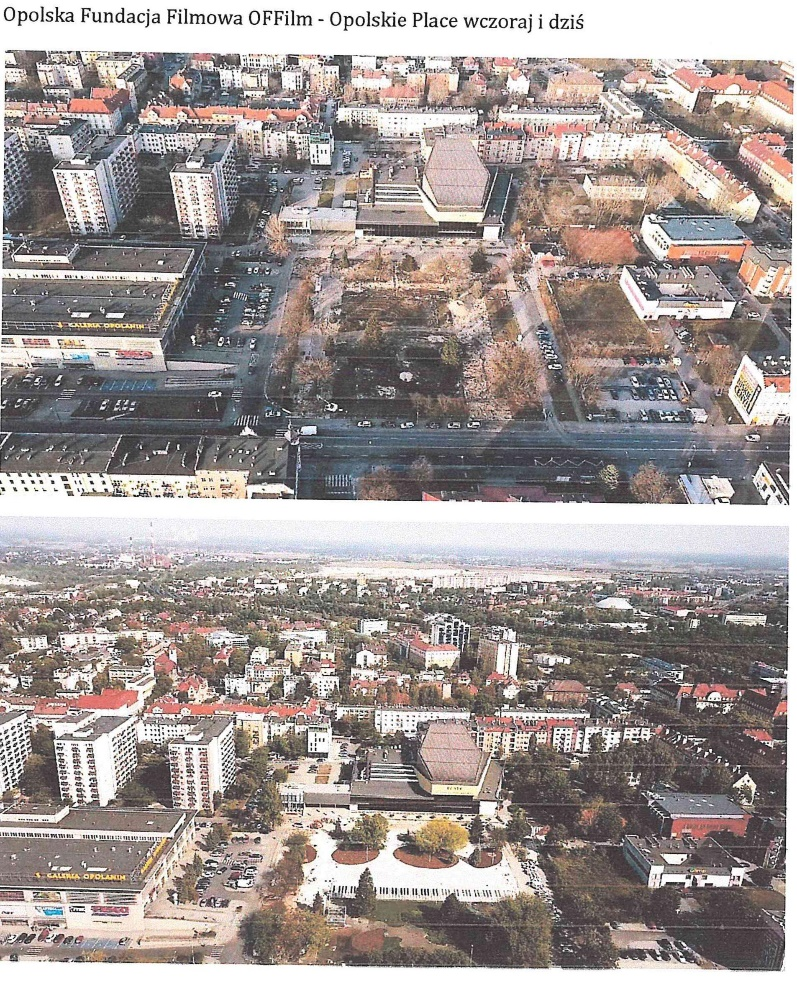 Opolska Fundacja Filmowa OFFilm - Opolskie Place wczoraj i dziś
GALERIA OPOLANIN
GALERIA OPOLANIN